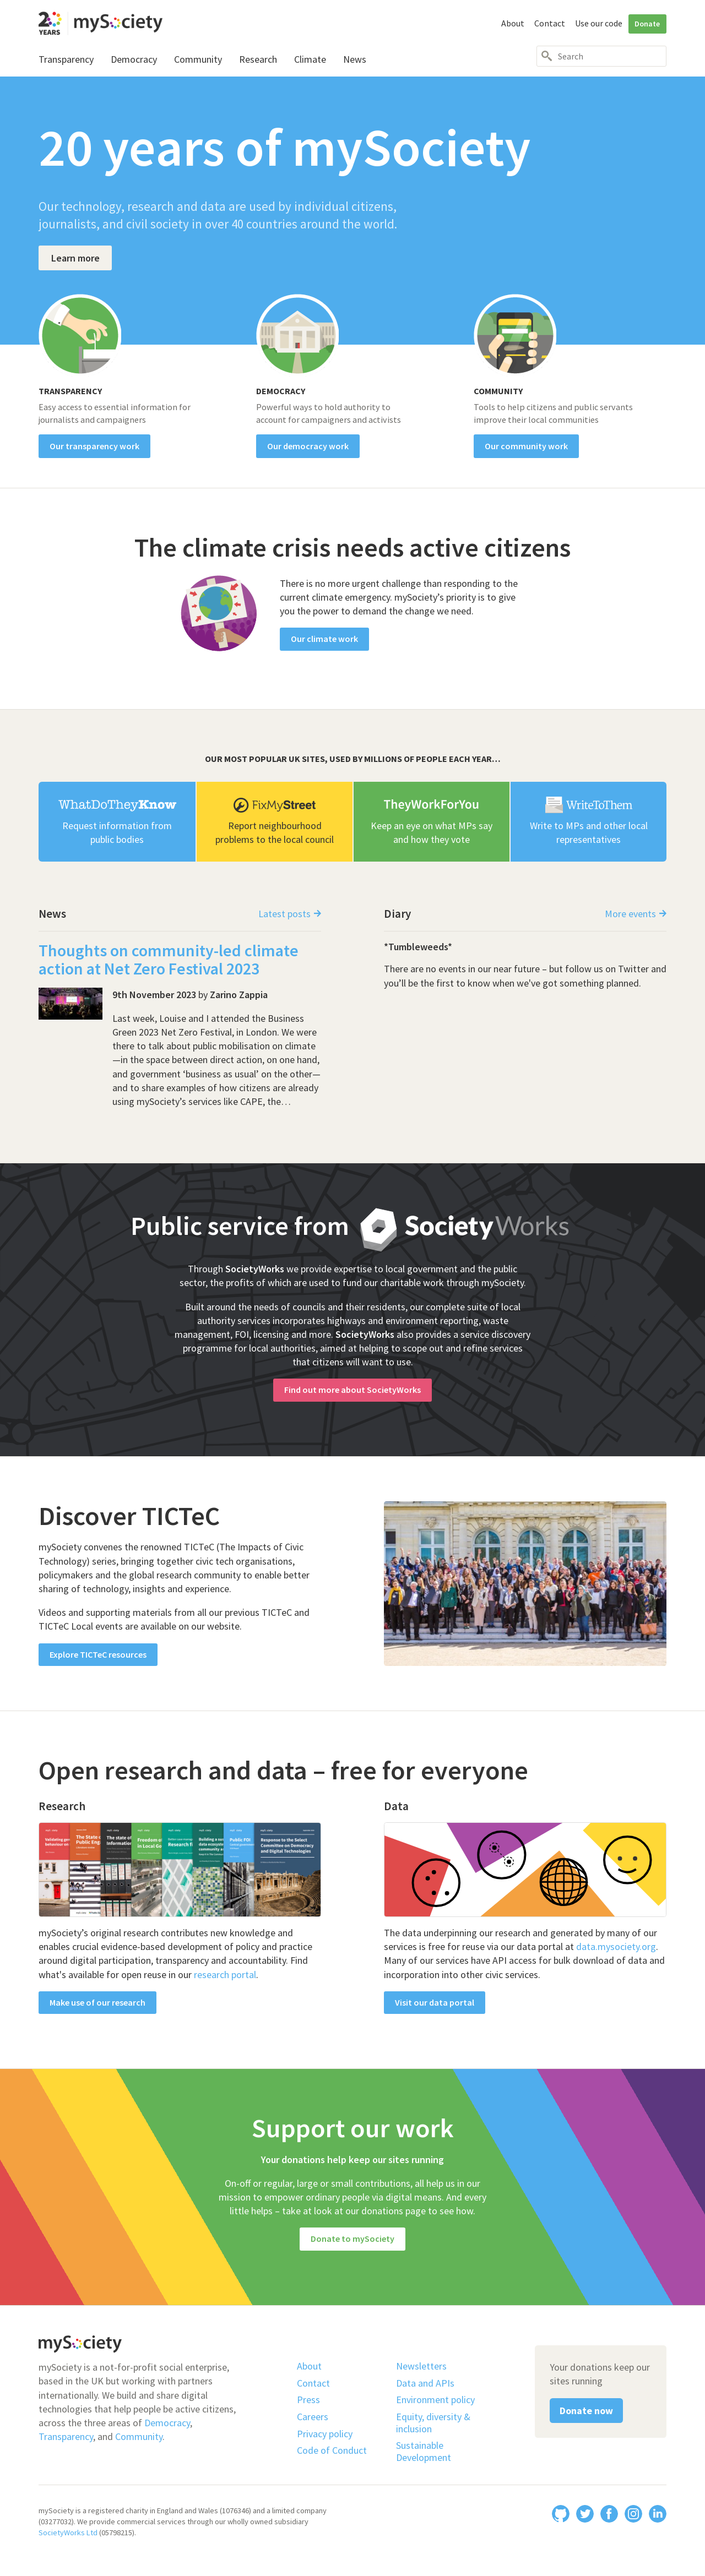 20 YEARS mySociety
About Contact Use our code Donate
Transparency Democracy Community Research Climate News
Search
20 years of mySociety
Our technology, research and data are used by individual citizens,
journalists, and civil society in over 40 countries around the world.
Learn more
TRANSPARENCY
Easy access to essential information for
journalists and campaigners
Our transparency work
DEMOCRACY
Powerful ways to hold authority to
account for campaigners and activists
Our democracy work
COMMUNITY
Tools to help citizens and public servants
improve their local communities
Our community work
The climate crisis needs active citizens
There is no more urgent challenge than responding to the
current climate emergency. mySociety’s priority is to give
you the power to demand the change we need.
Our climate work
OUR MOST POPULAR UK SITES, USED BY MILLIONS OF PEOPLE EACH YEAR…
WhatDoTheyKnow
Request information from
public bodies
FixMyStreet
Report neighbourhood
problems to the local council
TheyWorkForYou
Keep an eye on what MPs say
and how they vote
WriteToThem
Write to MPs and other local
representatives
News
Latest posts
Thoughts on community-led climate
action at Net Zero Festival 2023
9th November 2023 by Zarino Zappia
Last week, Louise and I attended the Business
Green 2023 Net Zero Festival, in London. We were
there to talk about public mobilisation on climate
—in the space between direct action, on one hand,
and government ‘business as usual’ on the other—
and to share examples of how citizens are already
using mySociety’s services like CAPE, the…
Diary
More events
*Tumbleweeds*
There are no events in our near future – but follow us on Twitter and
you’ll be the first to know when we’ve got something planned.
Public service from SocietyWorks
Through SocietyWorks we provide expertise to local government and the public
sector, the profits of which are used to fund our charitable work through mySociety.
Built around the needs of councils and their residents, our complete suite of local
authority services incorporates highways and environment reporting, waste
management, FOI, licensing and more. SocietyWorks also provides a service discovery
programme for local authorities, aimed at helping to scope out and refine services
that citizens will want to use.
Find out more about SocietyWorks
Discover TICTeC
mySociety convenes the renowned TICTeC (The Impacts of Civic
Technology) series, bringing together civic tech organisations,
policymakers and the global research community to enable better
sharing of technology, insights and experience.
Videos and supporting materials from all our previous TICTeC and
TICTeC Local events are available on our website.
Explore TICTeC resources
Open research and data – free for everyone
Research
Response to the Select
Committee on Democracy
and Digital Technologies
mySociety’s original research contributes new knowledge and
enables crucial evidence-based development of policy and practice
around digital participation, transparency and accountability. Find
what's available for open reuse in our research portal.
Make use of our research
Data
The data underpinning our research and generated by many of our
services is free for reuse via our data portal at data.mysociety.org.
Many of our services have API access for bulk download of data and
incorporation into other civic services.
Visit our data portal
Support our work
Your donations help keep our sites running
On-off or regular, large or small contributions, all help us in our
mission to empower ordinary people via digital means. And every
little helps – take at look at our donations page to see how.
Donate to mySociety
mySociety
mySociety is a not-for-profit social enterprise,
based in the UK but working with partners
internationally. We build and share digital
technologies that help people be active citizens,
across the three areas of Democracy,
Transparency, and Community.
About
Contact
Press
Careers
Privacy policy
Code of Conduct
Newsletters
Data and APIs
Environment policy
Equity, diversity &
inclusion
Sustainable
Development
Your donations keep our
sites running
Donate now
mySociety is a registered charity in England and Wales (1076346) and a limited company
(03277032). We provide commercial services through our wholly owned subsidiary
SocietyWorks Ltd (05798215).